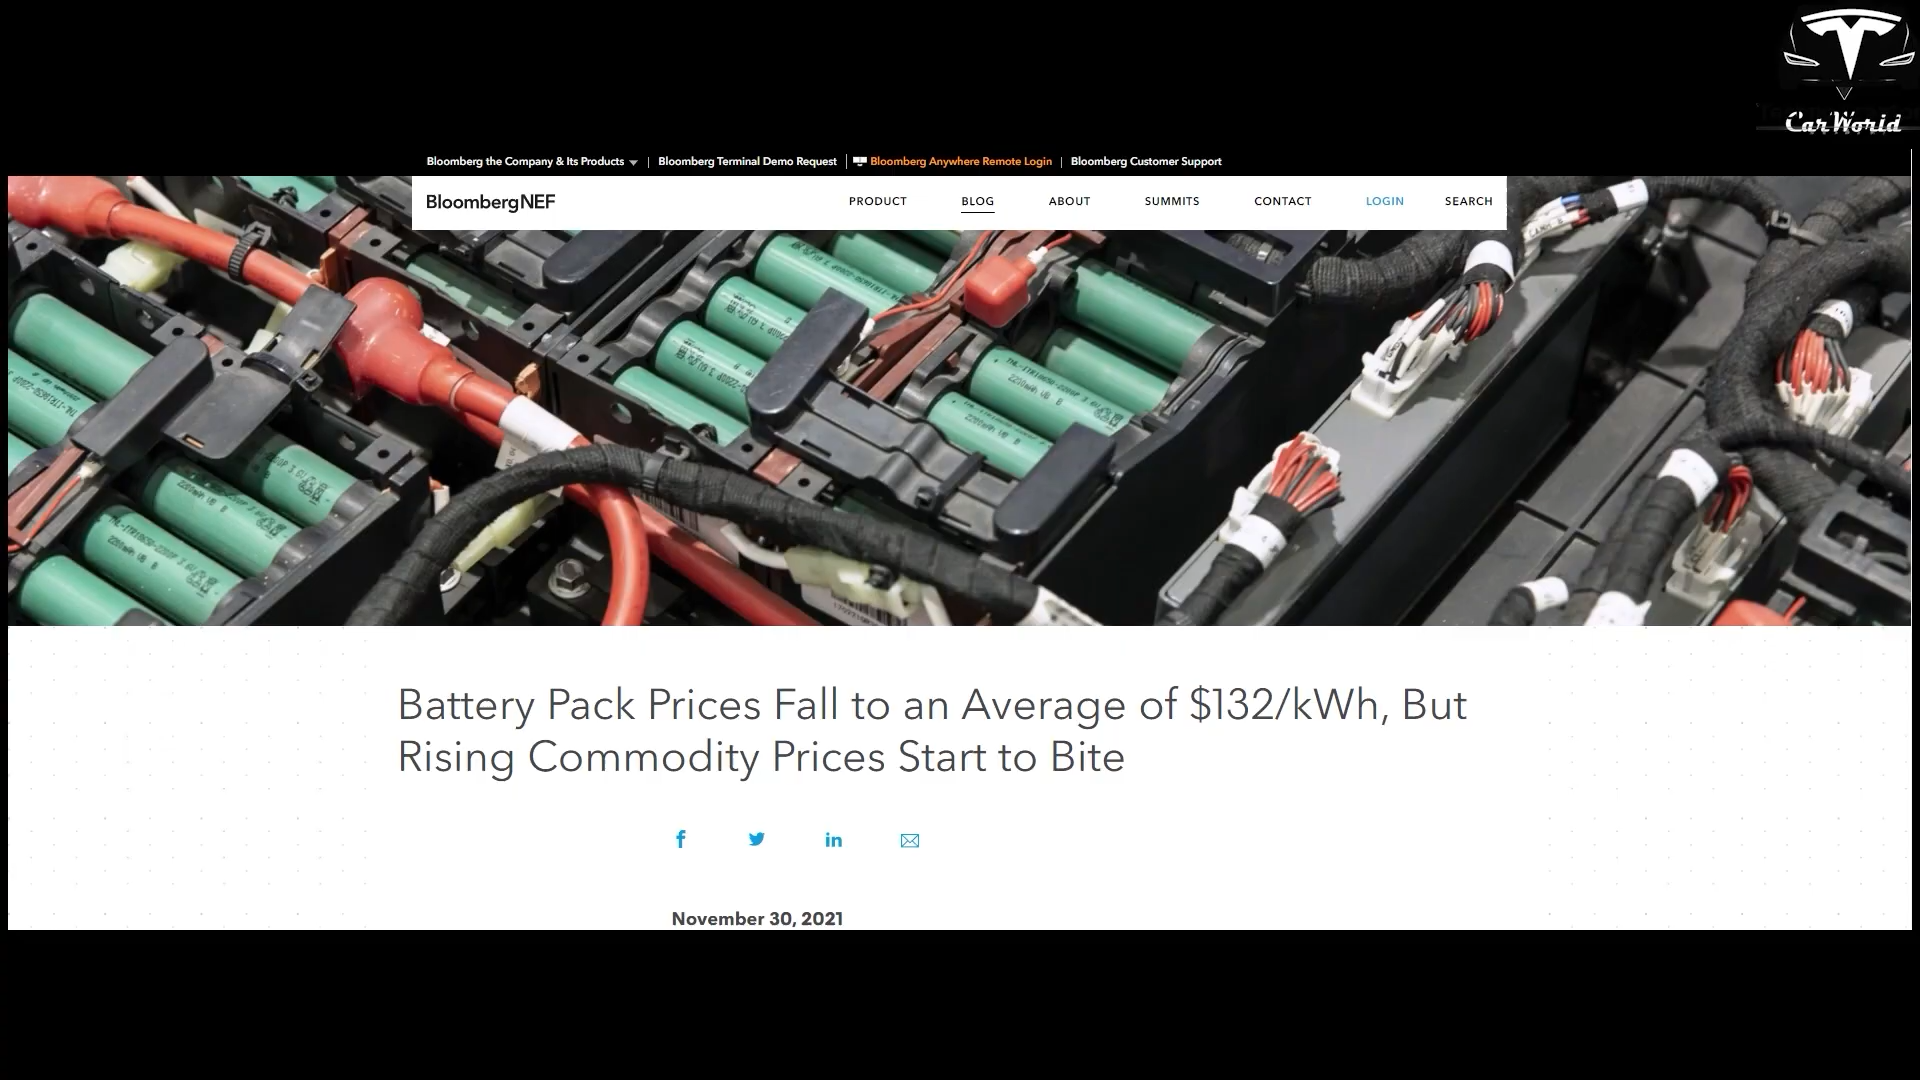 CarWorld
Bloomberg the Company & Its Products
Bloomberg Terminal Demo Request
Bloomberg Anywhere Remote Login
Bloomberg Customer Support
BloombergNEF
PRODUCT
BLOG
ABOUT
SUMMITS
CONTACT
LOGIN
SEARCH
Battery Pack Prices Fall to an Average of $132/kWh, But
Rising Commodity Prices Start to Bite
f
in
November 30, 2021